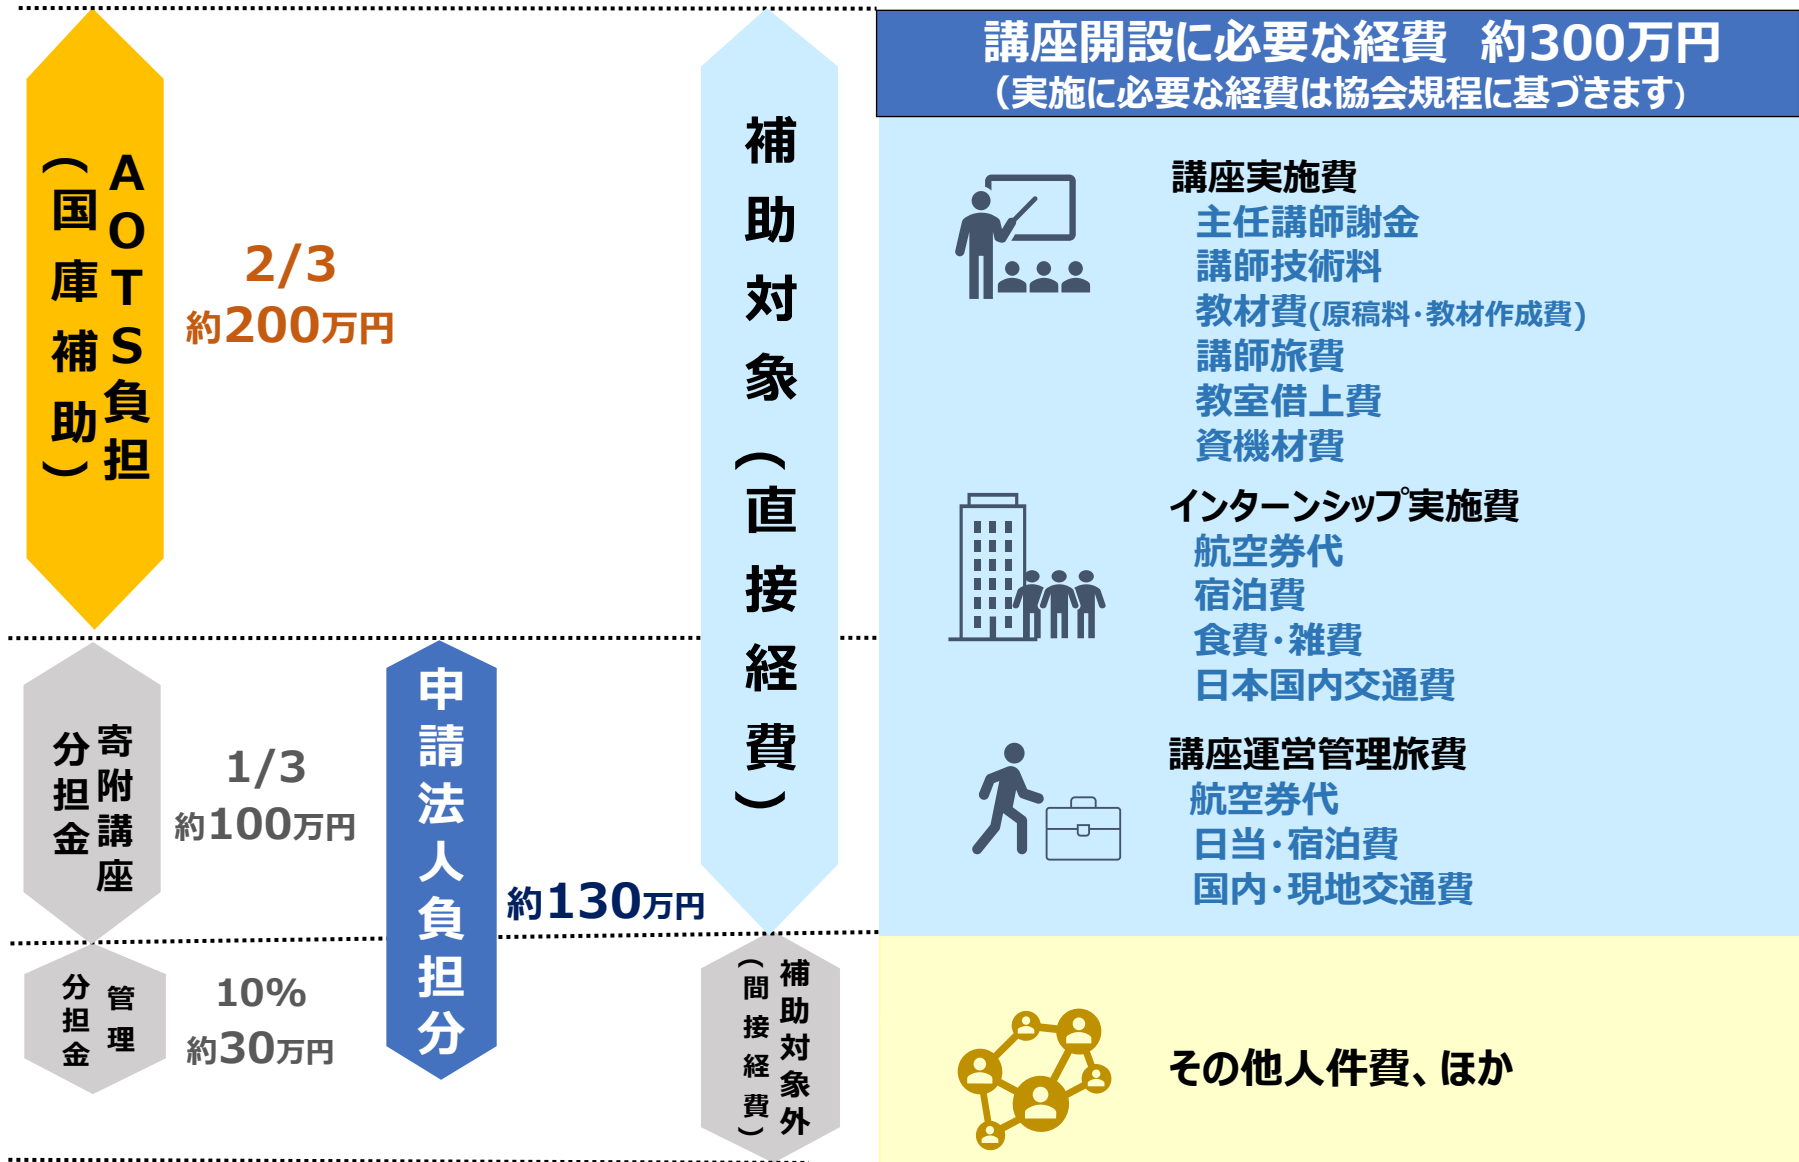 AOTS負担
(国庫補助)
2/3
約200万円
寄附講座
分担金
1/3
約100万円
管理
分担金
10%
約30万円
申請法人負担分
約130万円
補助対象(直接経費)
補助対象外
(間接経費)
講座開設に必要な経費 約300万円
(実施に必要な経費は協会規程に基づきます)
講座実施費
主任講師謝金
講師技術料
教材費(原稿料・教材作成費)
講師旅費
教室借上費
資機材費
インターンシップ実施費
航空券代
宿泊費
食費・雑費
日本国内交通費
講座運営管理旅費
航空券代
日当・宿泊費
国内・現地交通費
その他人件費、ほか